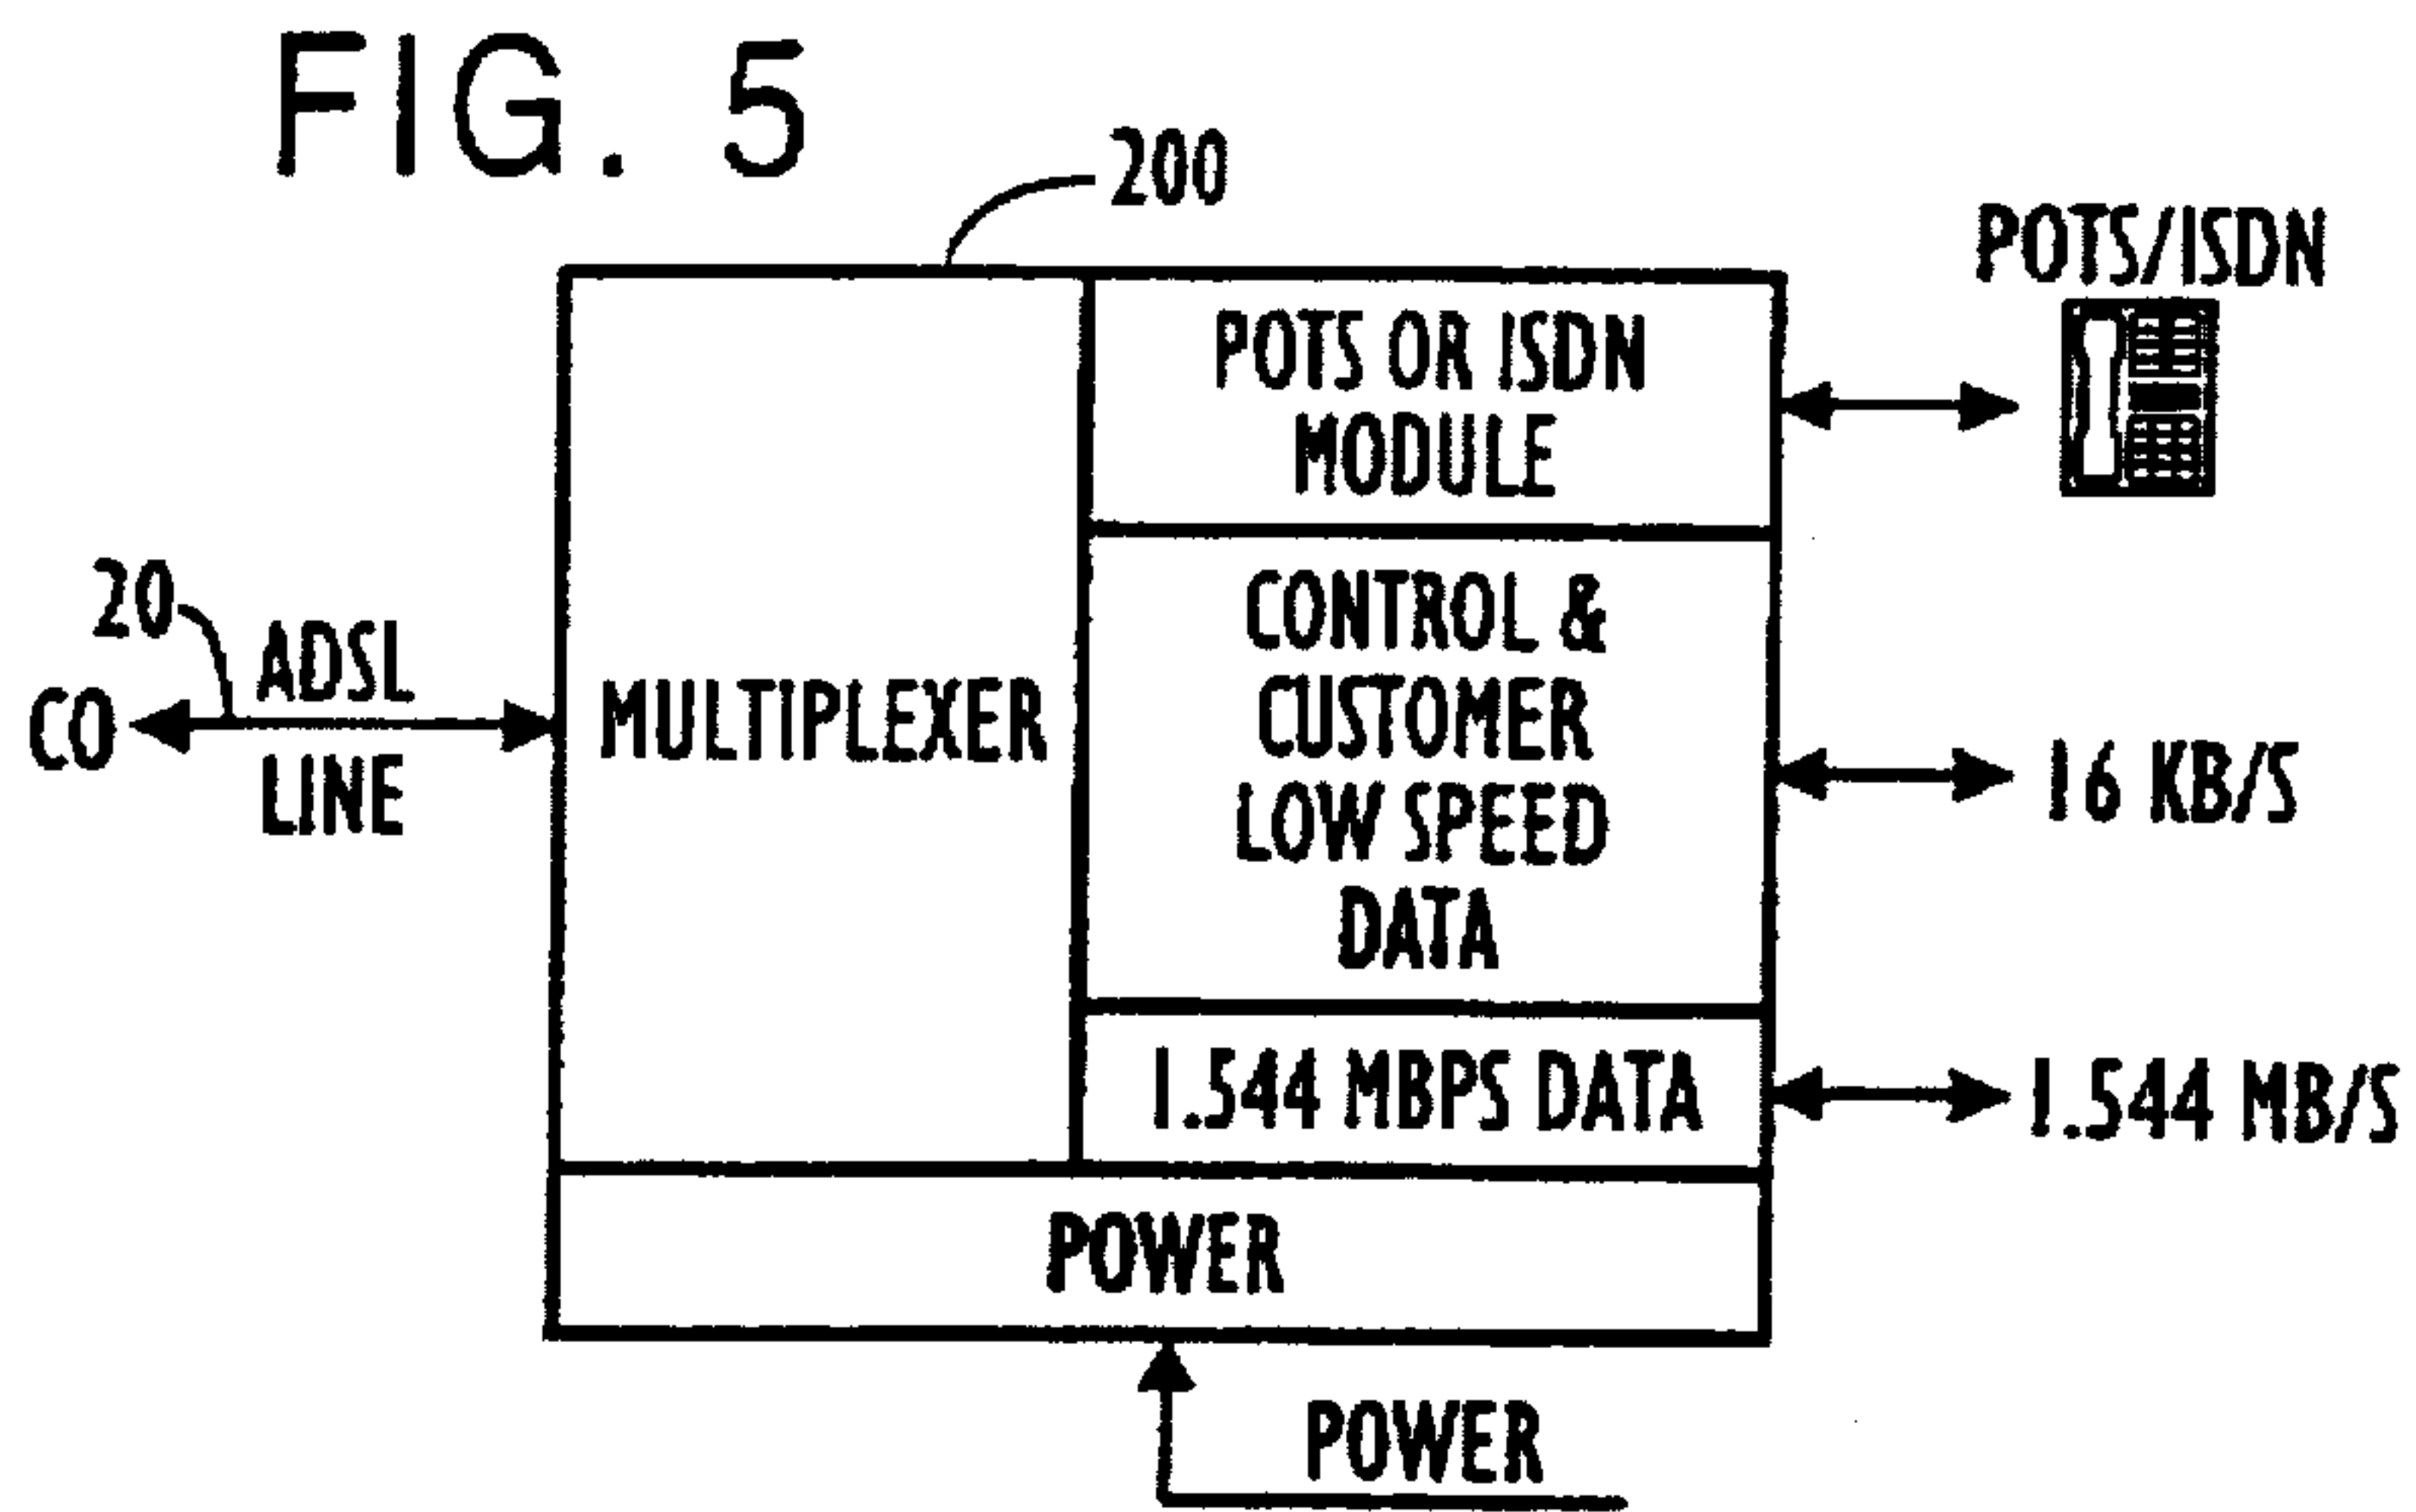 FIG. 5
200
POTS/ISDN
POTS OR ISDN
MODULE
20
ADSL
CO
LINE
MULTIPLEXER
CONTROL &
CUSTOMER
LOW SPEED
DATA
16 KB/S
1.544 MBPS DATA
1.544 MB/S
POWER
POWER